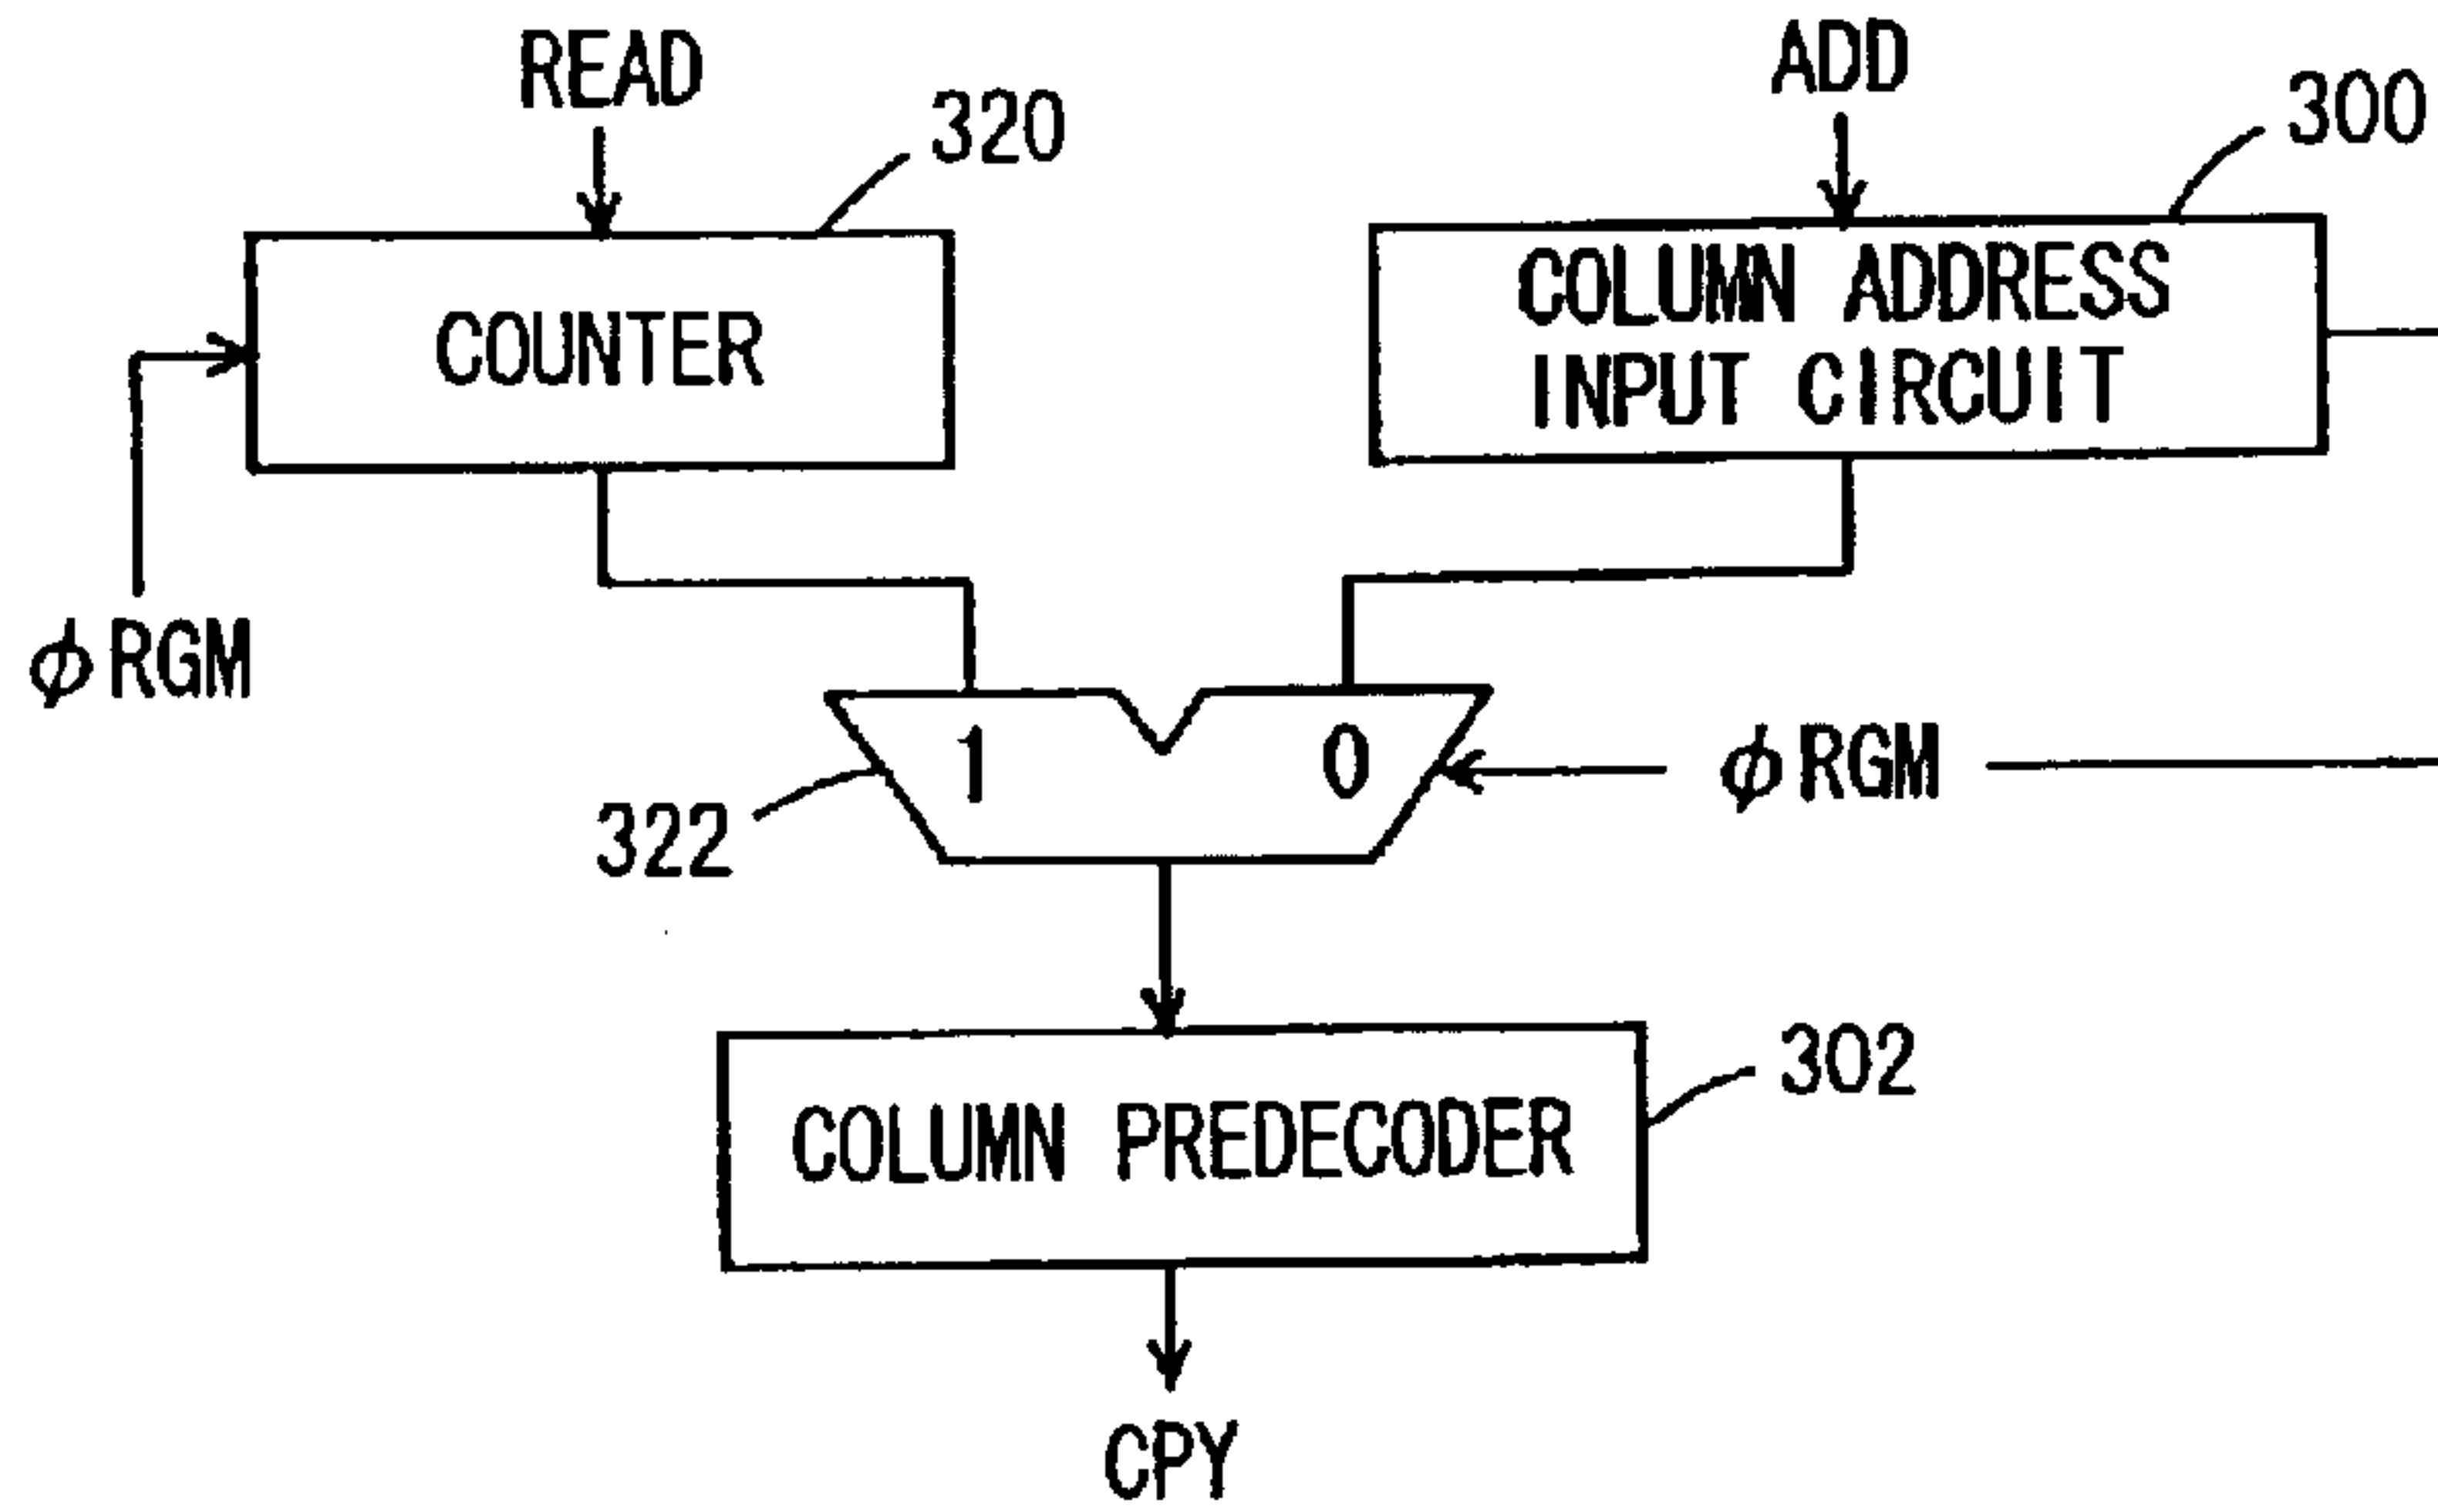 READ
ADD
320
300
COUNTER
COLUMN ADDRESS
INPUT CIRCUIT
φRGM
1
0
φRGM
322
302
COLUMN PREDECODER
CPY